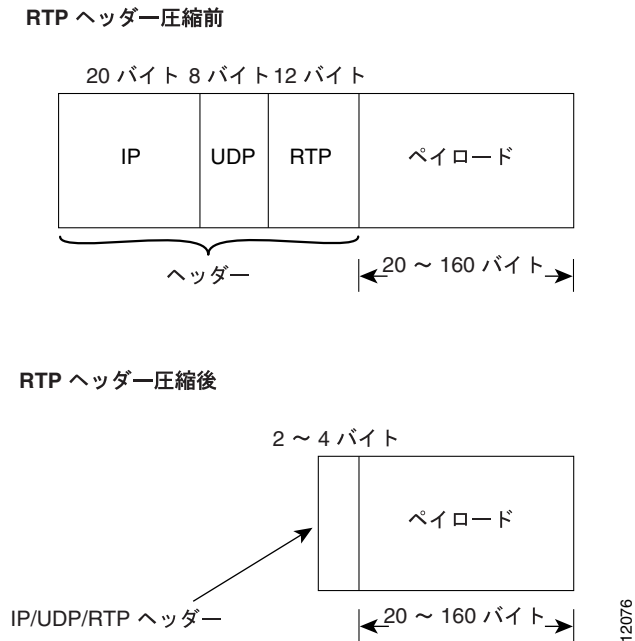 RTP ヘッダー圧縮前
20 バイト 8 バイト 12 バイト
IP UDP RTP ペイロード
ヘッダー
20 ～ 160 バイト
RTP ヘッダー圧縮後
2 ～ 4 バイト
ペイロード
IP/UDP/RTP ヘッダー
20 ～ 160 バイト
12076